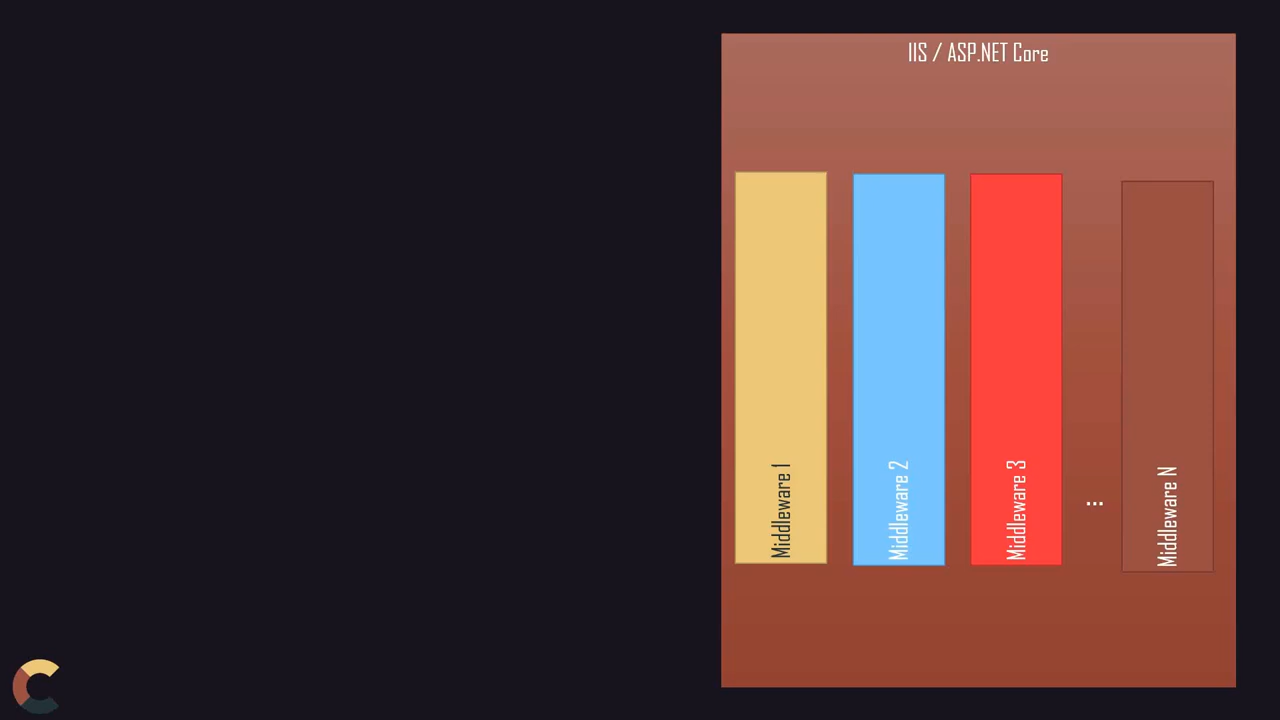 IIS / ASP.NET Core
Middleware 1
Middleware 2
Middleware 3
...
Middleware N